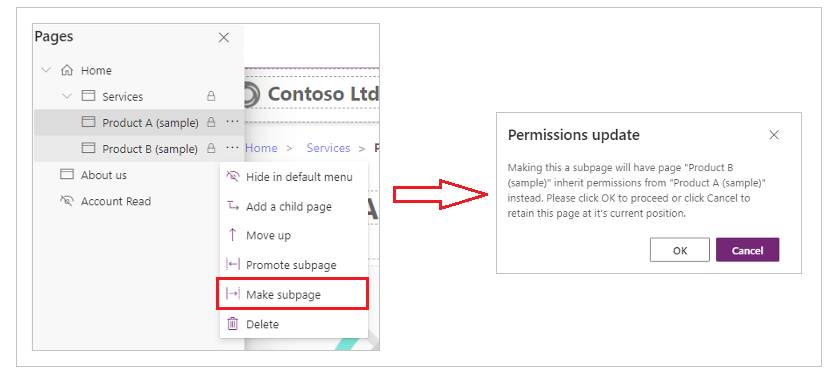 Pages
Home
Services
Contoso Ltd
Product A (sample)
Product B (sample)
Home > Services >
About us
Hide in default menu
Account Read
Add a child page
A
Move up
Promote subpage
Make subpage
Delete
Permissions update
Making this a subpage will have page "Product B
(sample)" inherit permissions from "Product A (sample)"
instead. Please click OK to proceed or click Cancel to
retain this page at it's current position.
OK
Cancel